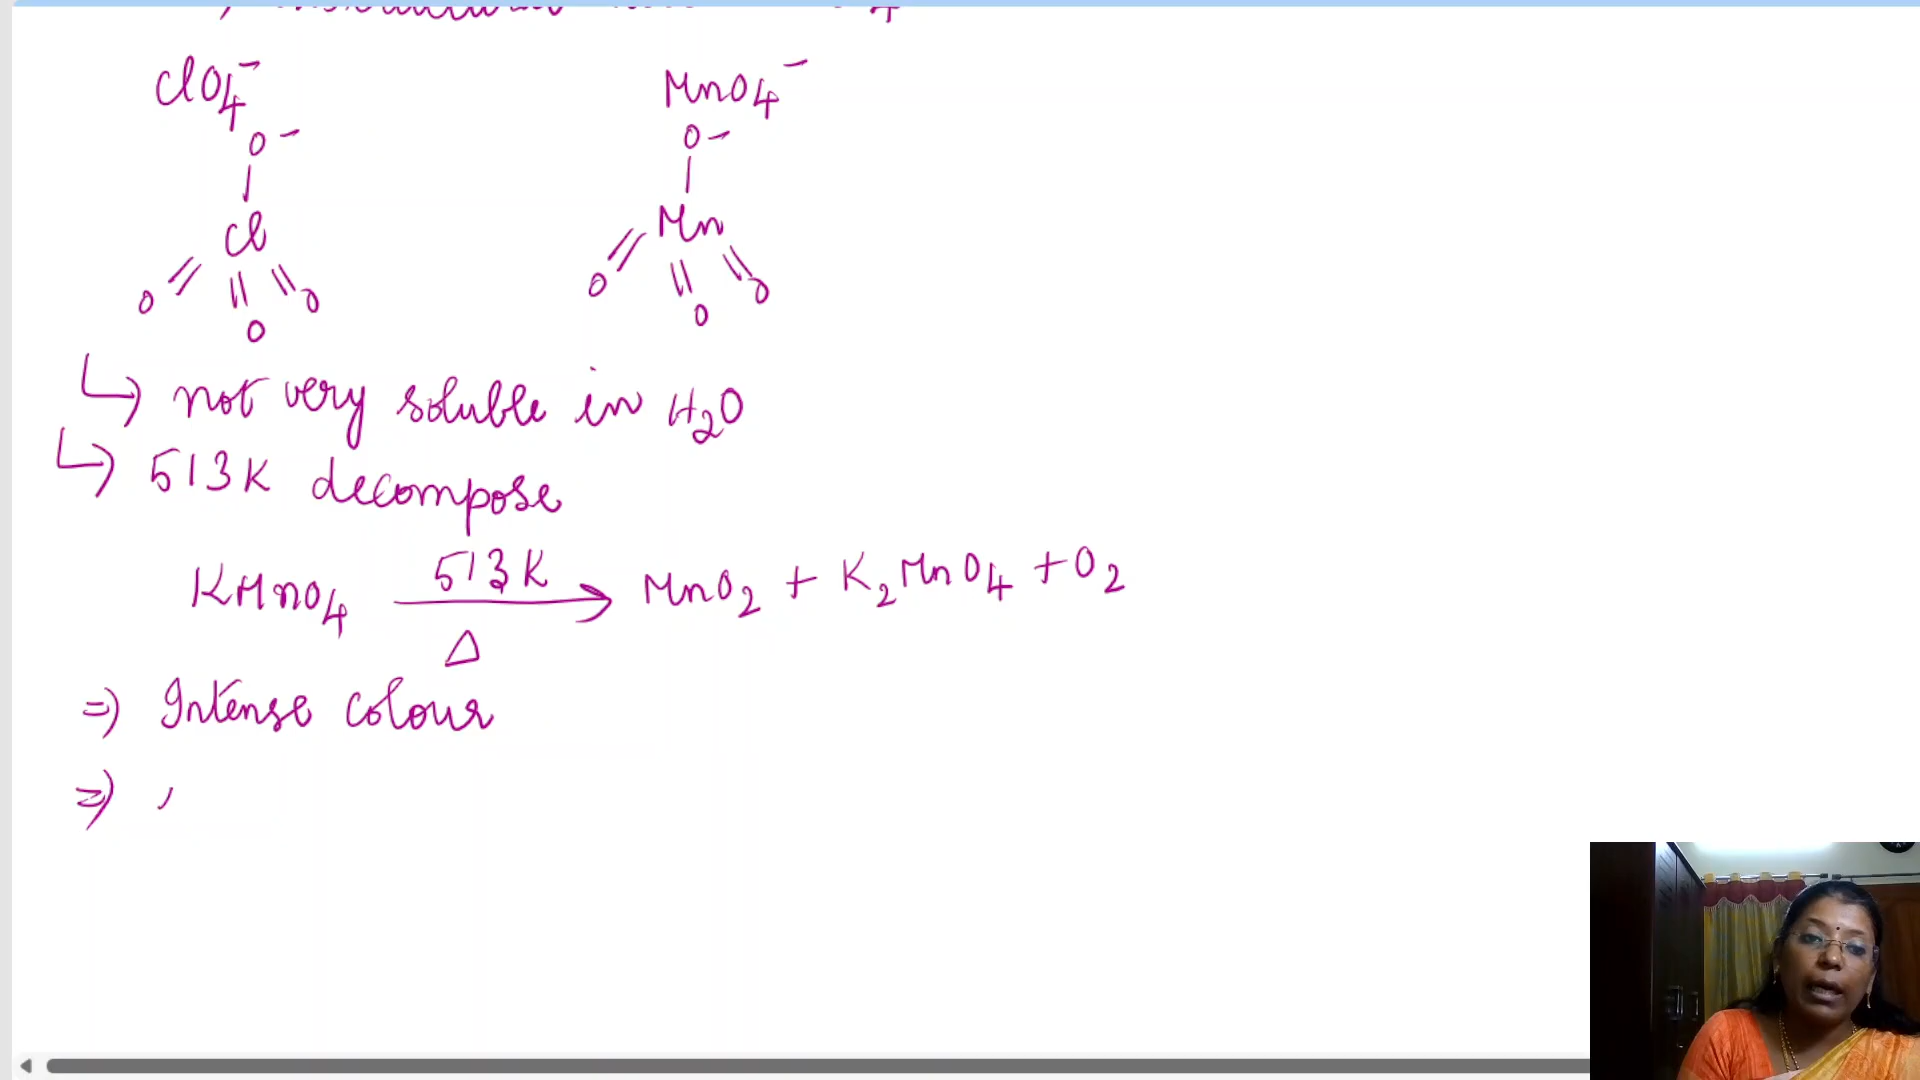 ClO4⁻ MnO4⁻
O⁻ O⁻
Cl Mn
O O O O
O O
↳ not very soluble in H2O
↳ 513K decompose
KMnO4 513K Δ → MnO2 + K2MnO4 + O2
⇒ Intense colour
⇒